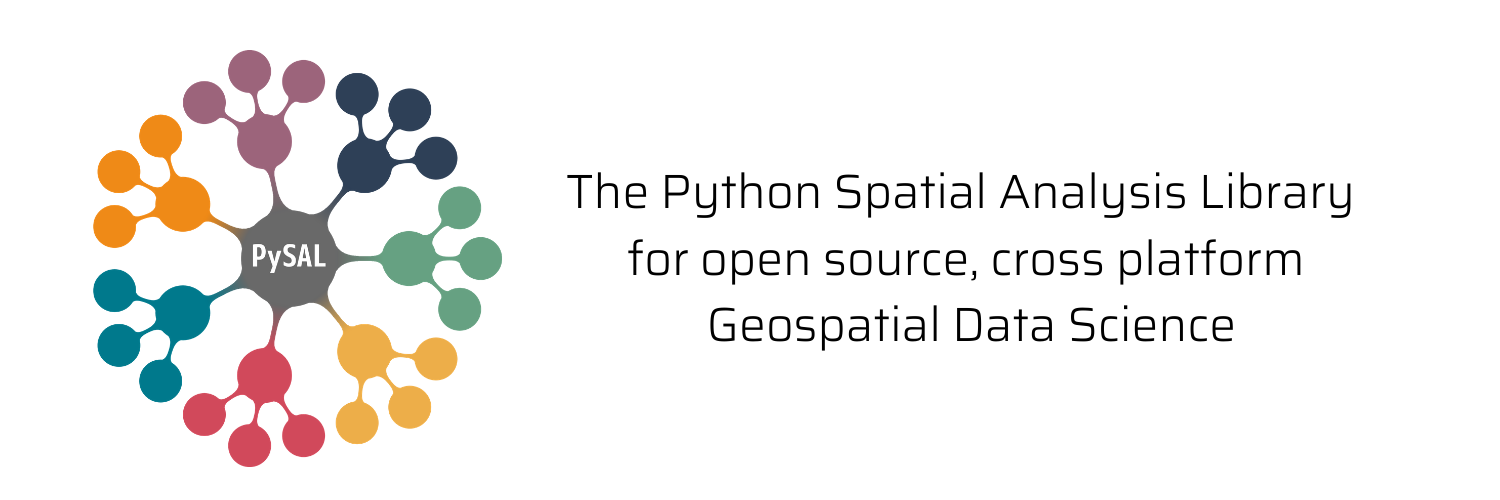 PySAL
The Python Spatial Analysis Library
for open source, cross platform
Geospatial Data Science